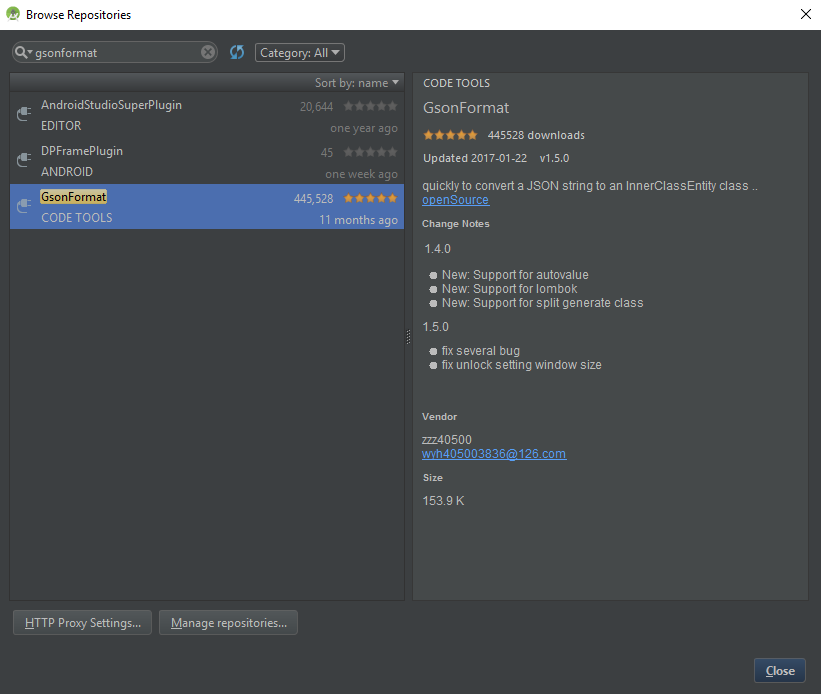 Browse Repositories
gsonformat
Category: All
Sort by: name
AndroidStudioSuperPlugin 20,644
EDITOR one year ago
DPFramePlugin 45
ANDROID one week ago
GsonFormat 445,528
CODE TOOLS 11 months ago
CODE TOOLS
GsonFormat
445528 downloads
Updated 2017-01-22 v1.5.0
quickly to convert a JSON string to an InnerClassEntity class ..
openSource
Change Notes
1.4.0
New: Support for autovalue
New: Support for lombok
New: Support for split generate class
1.5.0
fix several bug
fix unlock setting window size
Vendor
zzz40500
wvh405003836@126.com
Size
153.9 K
HTTP Proxy Settings...
Manage repositories...
Close